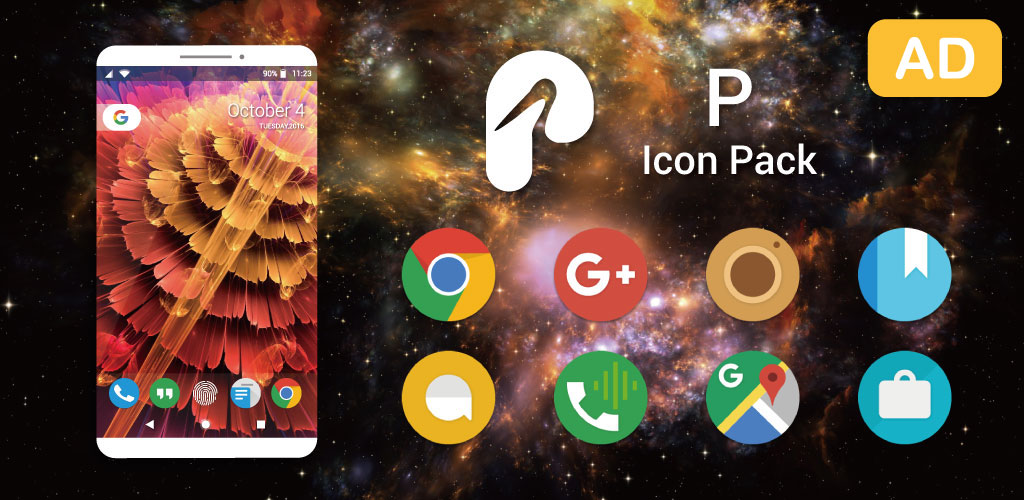 90% 11:23
G
October 4
TUESDAY,2016
P
Icon Pack
AD
G+
G